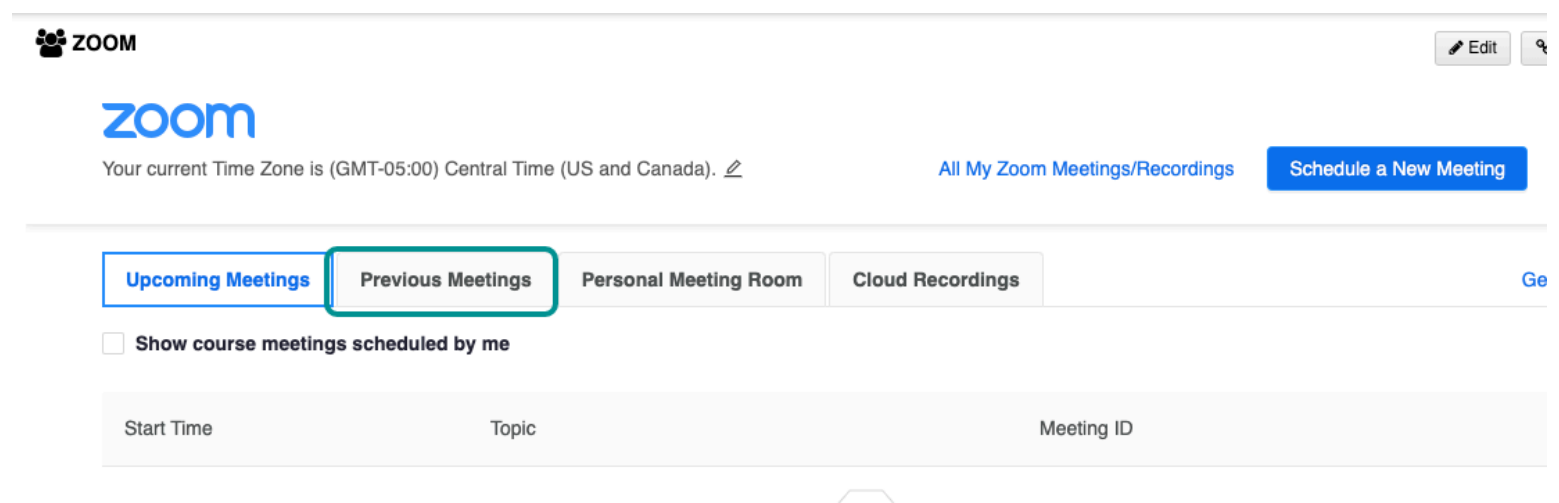 ZOOM
Edit
zoom
Your current Time Zone is (GMT-05:00) Central Time (US and Canada).
All My Zoom Meetings/Recordings
Schedule a New Meeting
Upcoming Meetings
Previous Meetings
Personal Meeting Room
Cloud Recordings
Show course meetings scheduled by me
Start Time
Topic
Meeting ID